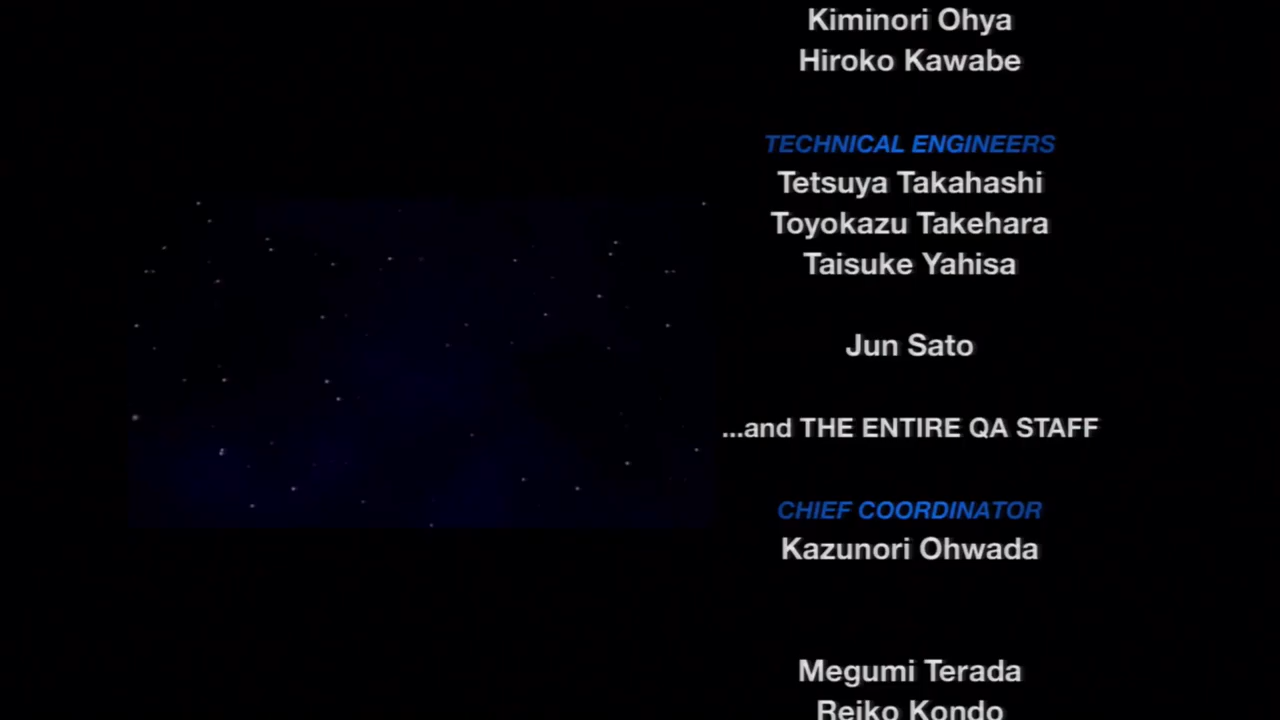 Kiminori Ohya
Hiroko Kawabe
TECHNICAL ENGINEERS
Tetsuya Takahashi
Toyokazu Takehara
Taisuke Yahisa
Jun Sato
...and THE ENTIRE QA STAFF
CHIEF COORDINATOR
Kazunori Ohwada
Megumi Terada
Reiko Kondo